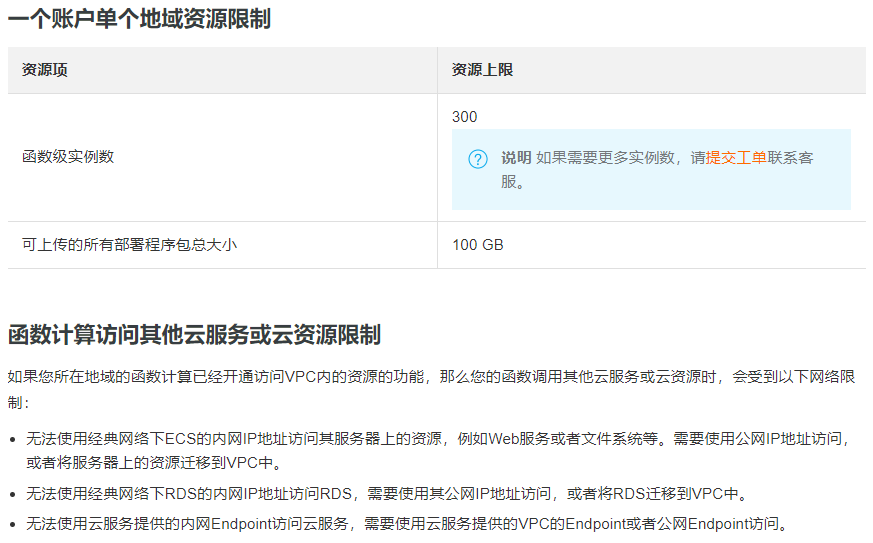 一个账户单个地域资源限制
资源项
资源上限
函数级实例数
300
说明 如果需要更多实例数，请提交工单联系客
服。
可上传的所有部署程序包总大小
100 GB
函数计算访问其他云服务或云资源限制
如果您所在地域的函数计算已经开通访问VPC内的资源的功能，那么您的函数调用其他云服务或云资源时，会受到以下网络限
制：
• 无法使用经典网络下ECS的内网IP地址访问其服务器上的资源，例如Web服务或者文件系统等。需要使用公网IP地址访问，
或者将服务器上的资源迁移到VPC中。
• 无法使用经典网络下RDS的内网IP地址访问RDS，需要使用其公网IP地址访问，或者将RDS迁移到VPC中。
• 无法使用云服务提供的内网Endpoint访问云服务，需要使用云服务提供的VPC的Endpoint或者公网Endpoint访问。